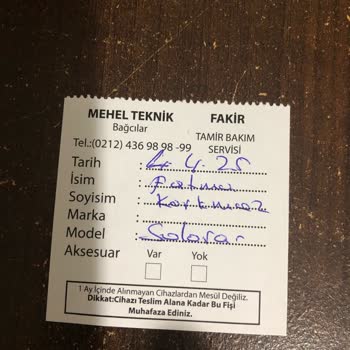 MEHEL TEKNİK FAKİR
Bağcılar TAMİR BAKIM
Tel.:(0212) 436 98 98 -99 SERVİSİ
Tarih : 4.4.25
İsim : Fatma
Soyisim :
Marka :
Model :
Aksesuar Var Yok
1 Ay İçinde Alınmayan Cihazlardan Mesül Değiliz.
Dikkat:Cihazı Teslim Alana Kadar Bu Fişi
Muhafaza Ediniz.